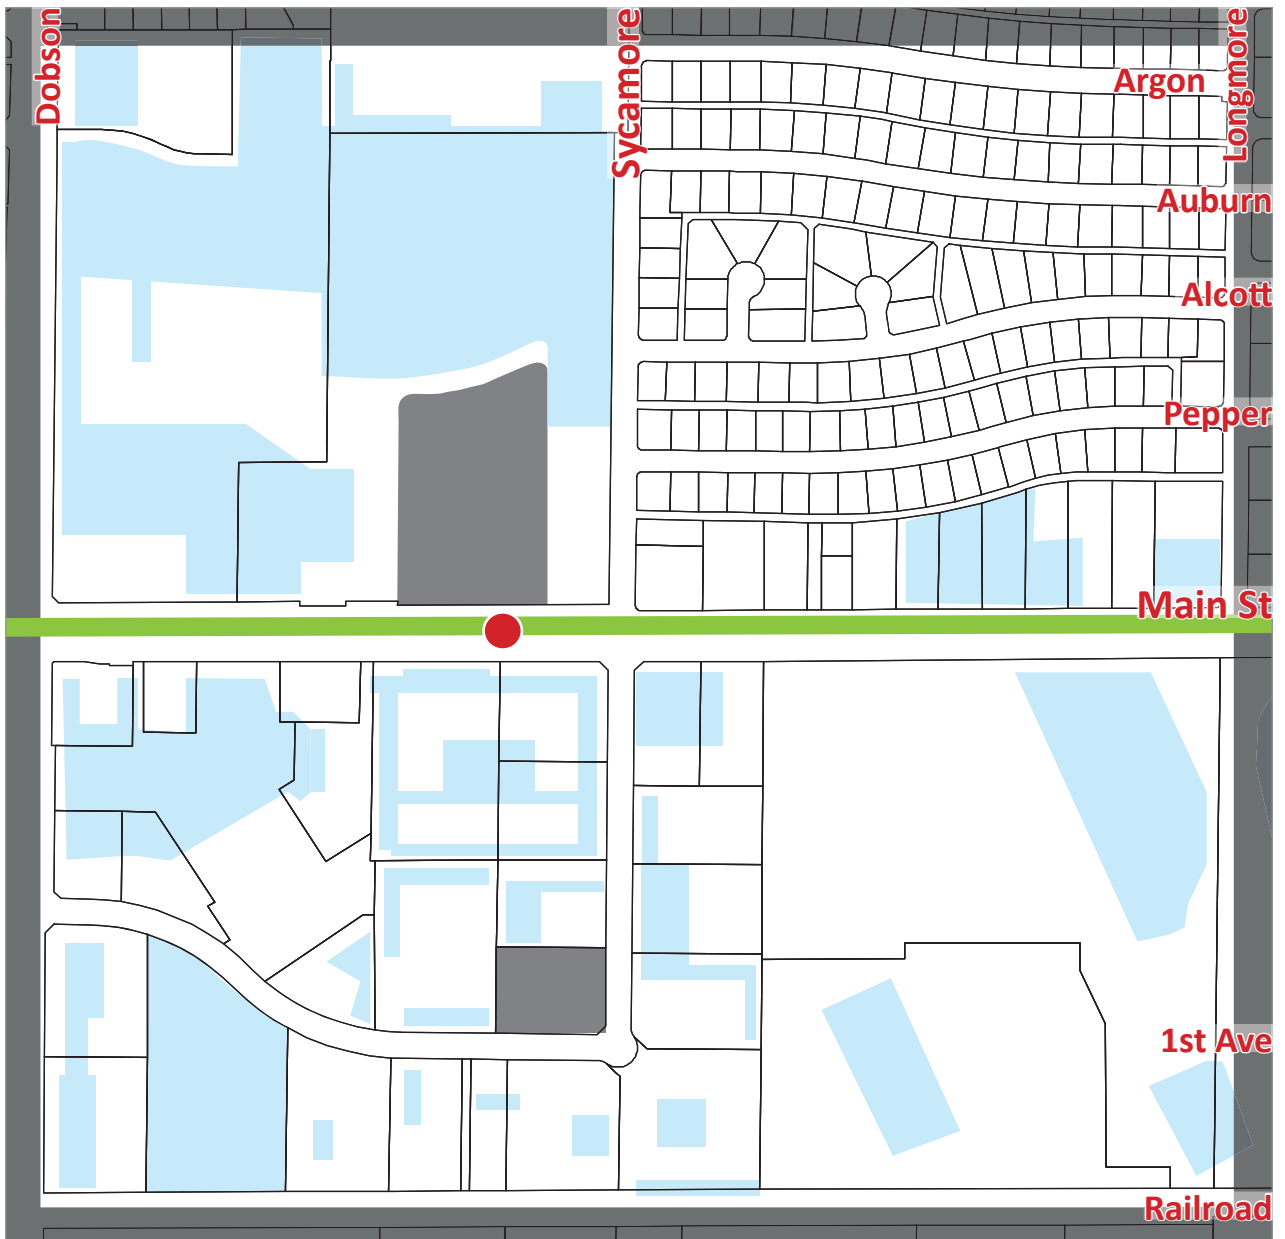 Dobson
Sycamore
Longmore
Argon
Auburn
Alcott
Pepper
Main St
1st Ave
Railroad